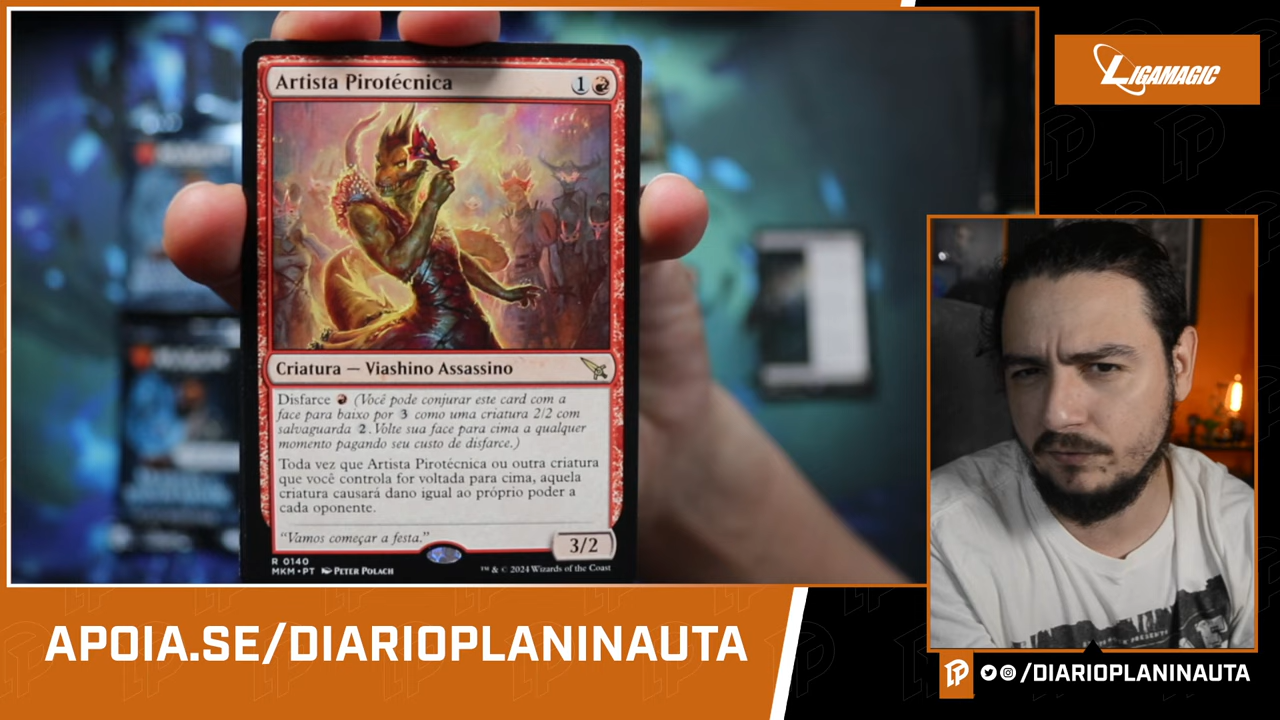 Artista Pirotécnica
1
LIGAMAGIC
Criatura — Viashino Assassino
Disfarce (Você pode conjurar este card com a
face para baixo por 3 como uma criatura 2/2 com
salvaguarda 2. Volte sua face para cima a qualquer
momento pagando seu custo de disfarce.)
Toda vez que Artista Pirotécnica ou outra criatura
que você controla for voltada para cima, aquela
criatura causará dano igual ao próprio poder a
cada oponente.
“Vamos começar a festa.”
3/2
R 0140
MKM • PT PETER POLACH
™ & © 2024 Wizards of the Coast
APOIA.SE/DIARIOPLANINAUTA
/DIARIOPLANINAUTA